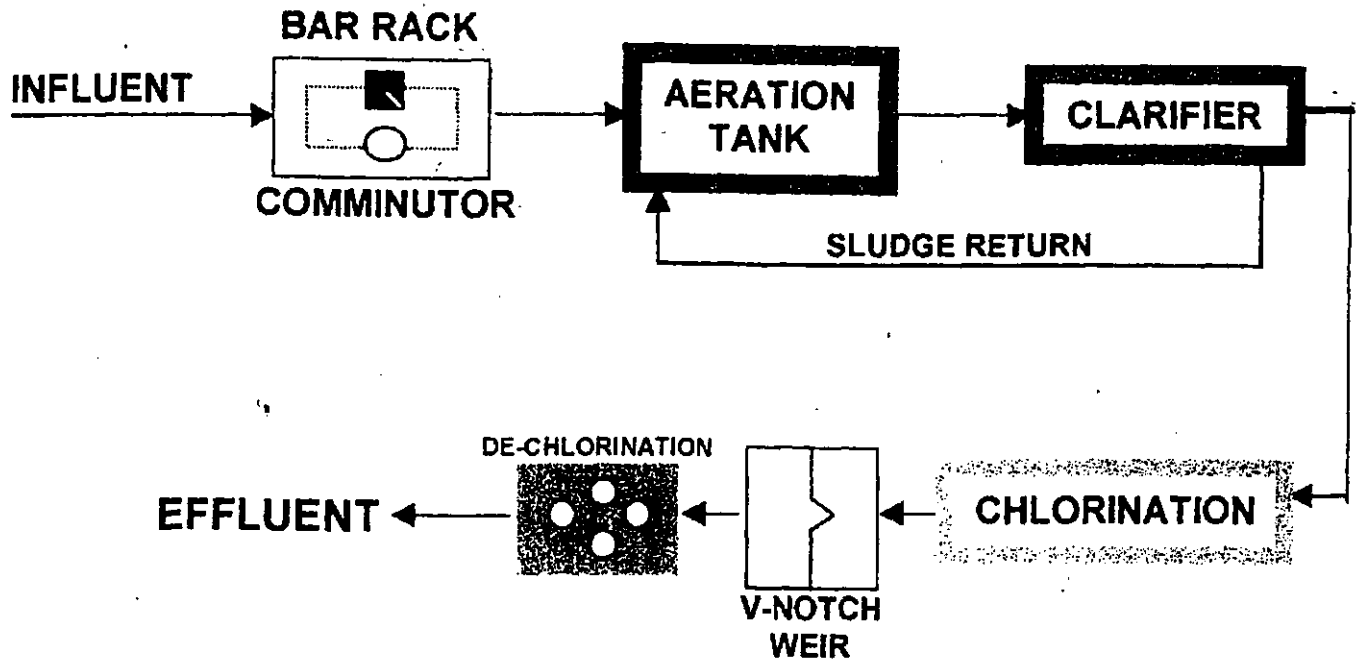 BAR RACK
INFLUENT
COMMINUTOR
AERATION
TANK
CLARIFIER
SLUDGE RETURN
CHLORINATION
V-NOTCH
WEIR
DE-CHLORINATION
EFFLUENT